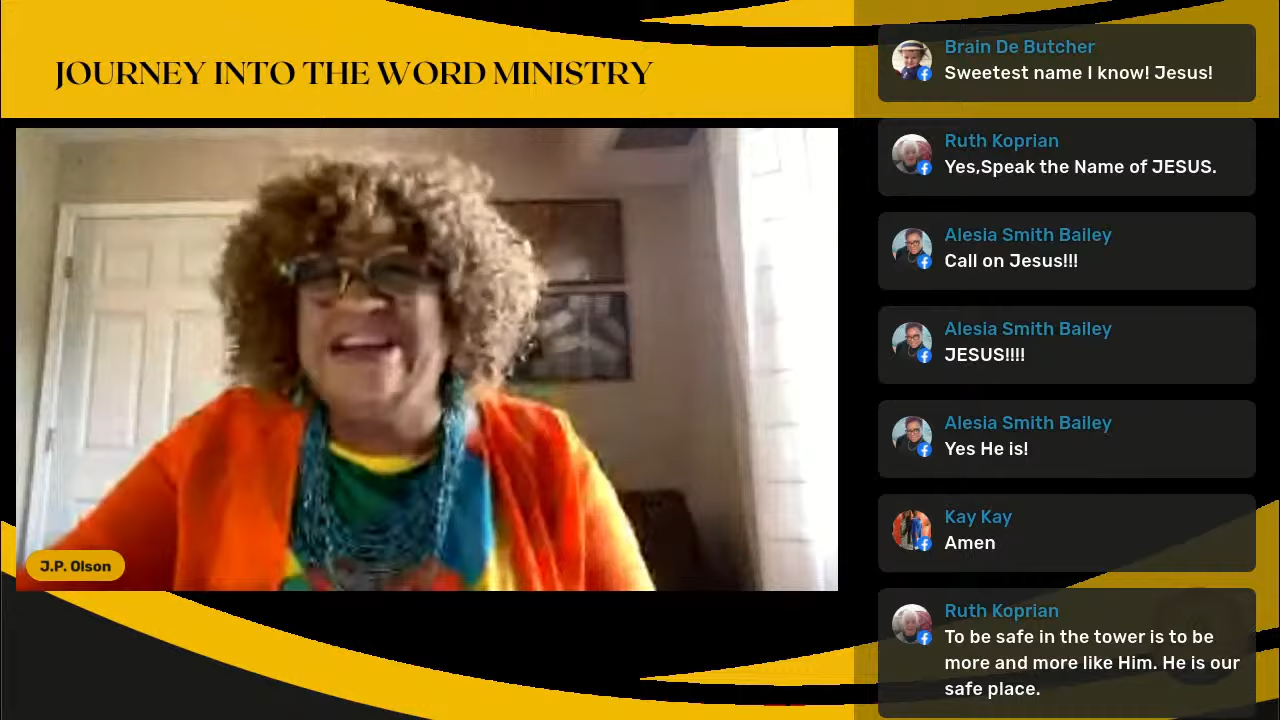 JOURNEY INTO THE WORD MINISTRY
J.P. Olson
Brain De Butcher
Sweetest name I know! Jesus!
Ruth Koprian
Yes,Speak the Name of JESUS.
Alesia Smith Bailey
Call on Jesus!!!
Alesia Smith Bailey
JESUS!!!!
Alesia Smith Bailey
Yes He is!
Kay Kay
Amen
Ruth Koprian
To be safe in the tower is to be
more and more like Him. He is our
safe place.